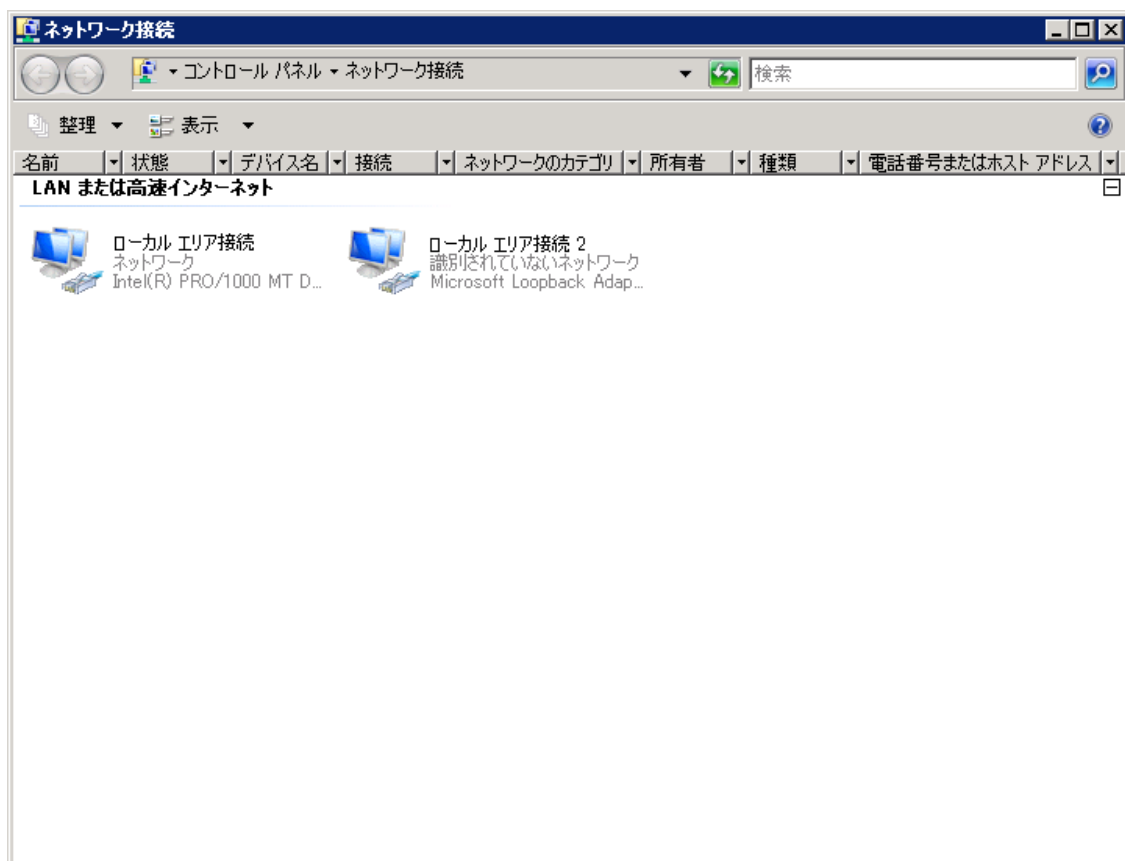 ネットワーク接続
コントロール パネル ネットワーク接続 検索
整理 表示
名前 状態 デバイス名 接続 ネットワークのカテゴリ 所有者 種類 電話番号またはホスト アドレス
LAN または高速インターネット
ローカル エリア接続
ネットワーク
Intel(R) PRO/1000 MT D...
ローカル エリア接続 2
識別されていないネットワーク
Microsoft Loopback Adap...